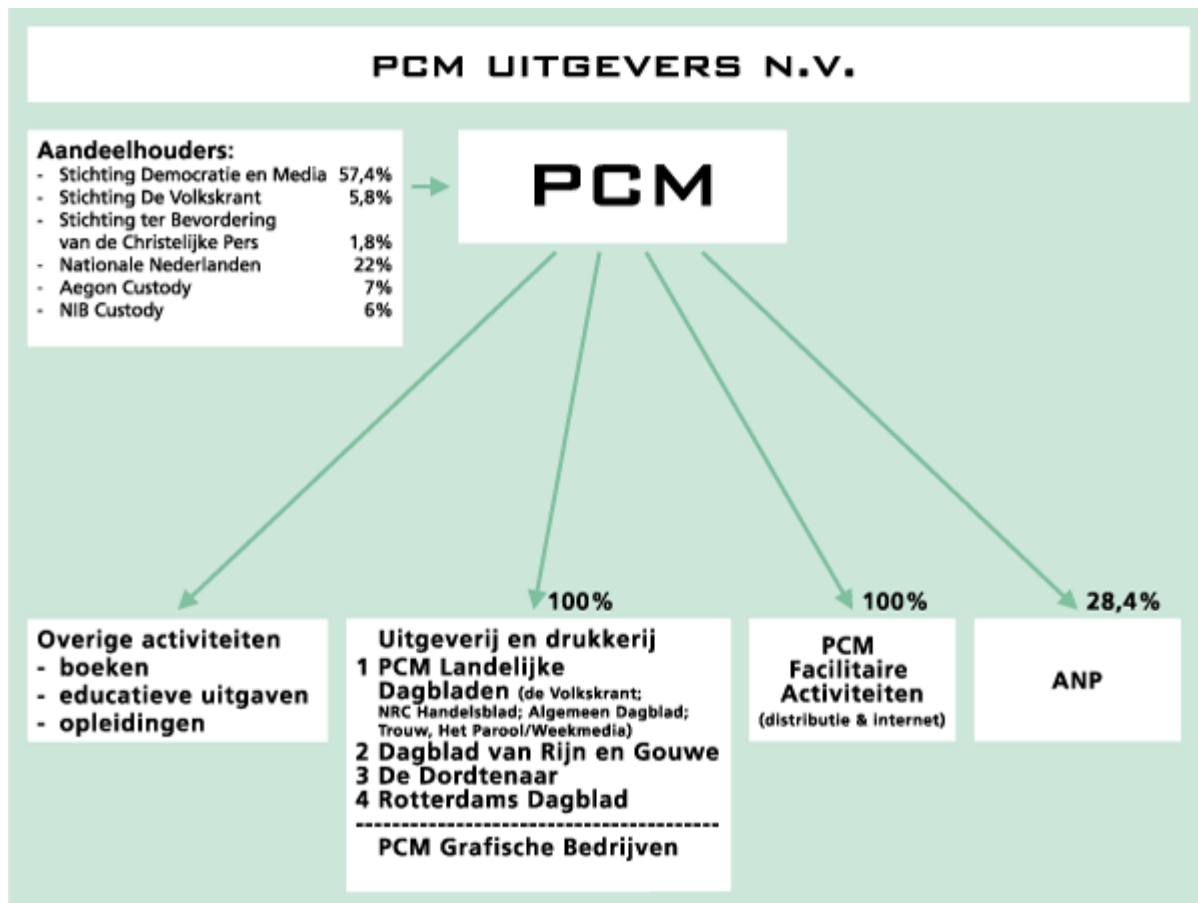 PCM UITGEVERS N.V.
Aandeelhouders:
- Stichting Democratie en Media 57,4%
- Stichting De Volkskrant 5,8%
- Stichting ter Bevordering
van de Christelijke Pers 1,8%
- Nationale Nederlanden 22%
- Aegon Custody 7%
- NIB Custody 6%
PCM
Overige activiteiten
- boeken
- educatieve uitgaven
- opleidingen
100%
Uitgeverij en drukkerij
1 PCM Landelijke
Dagbladen (de Volkskrant;
NRC Handelsblad; Algemeen Dagblad;
Trouw, Het Parool/Weekmedia)
2 Dagblad van Rijn en Gouwe
3 De Dordtenaar
4 Rotterdams Dagblad
---------------------------------------
PCM Grafische Bedrijven
100%
PCM
Facilitaire
Activiteiten
(distributie & internet)
28,4%
ANP